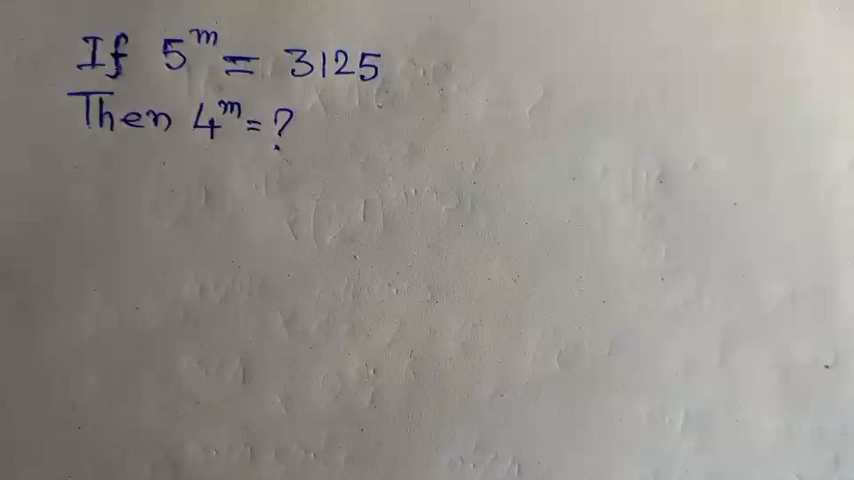 If 5^m = 3125
Then 4^m = ?